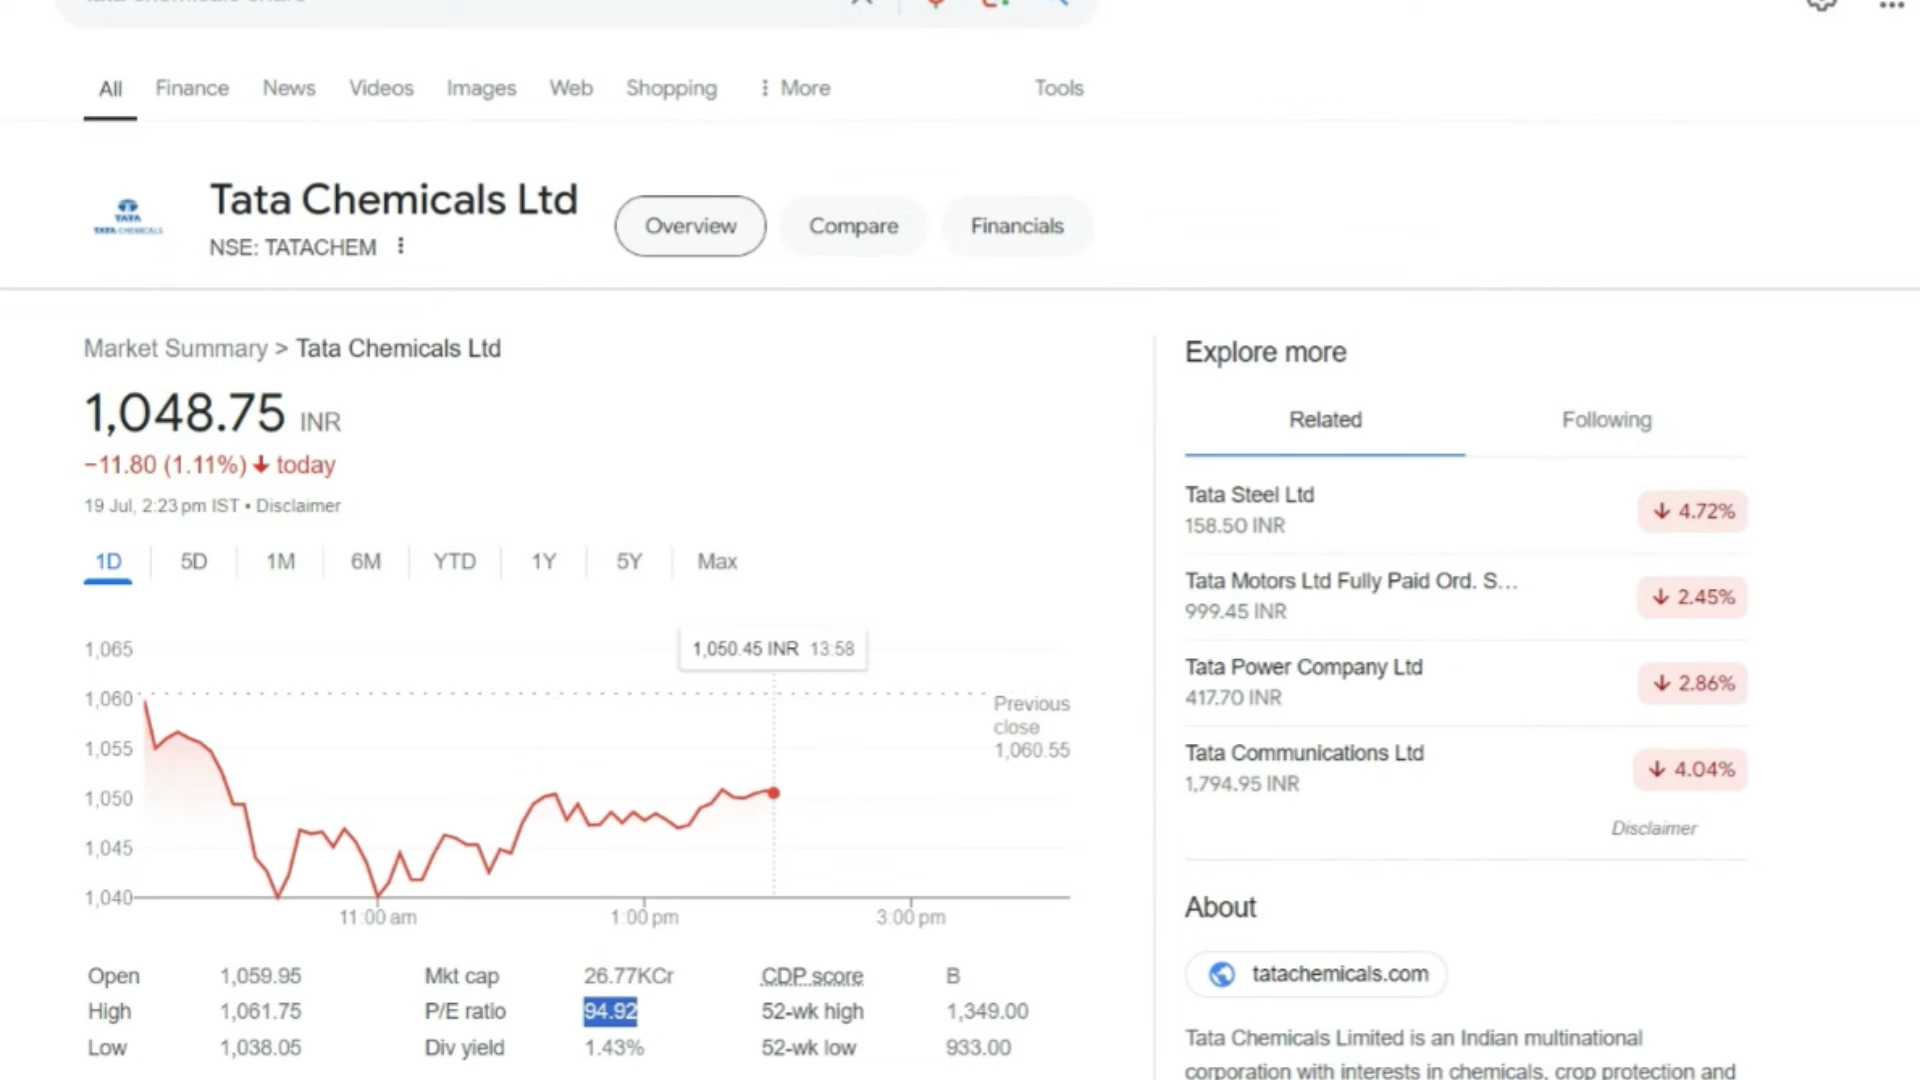 All Finance News Videos Images Web Shopping More Tools
TATA
TATA CHEMICALS
Tata Chemicals Ltd
NSE: TATACHEM
Overview Compare Financials
Market Summary > Tata Chemicals Ltd
1,048.75 INR
−11.80 (1.11%) today
19 Jul, 2:23 pm IST • Disclaimer
1D 5D 1M 6M YTD 1Y 5Y Max
1,050.45 INR 13:58
1,065
1,060
1,055
1,050
1,045
1,040
Previous
close
1,060.55
11:00 am 1:00 pm 3:00 pm
Open 1,059.95 Mkt cap 26.77KCr CDP score B
High 1,061.75 P/E ratio 94.92 52-wk high 1,349.00
Low 1,038.05 Div yield 1.43% 52-wk low 933.00
Explore more
Related Following
Tata Steel Ltd
158.50 INR
4.72%
Tata Motors Ltd Fully Paid Ord. S...
999.45 INR
2.45%
Tata Power Company Ltd
417.70 INR
2.86%
Tata Communications Ltd
1,794.95 INR
4.04%
Disclaimer
About
tatachemicals.com
Tata Chemicals Limited is an Indian multinational
corporation with interests in chemicals, crop protection and